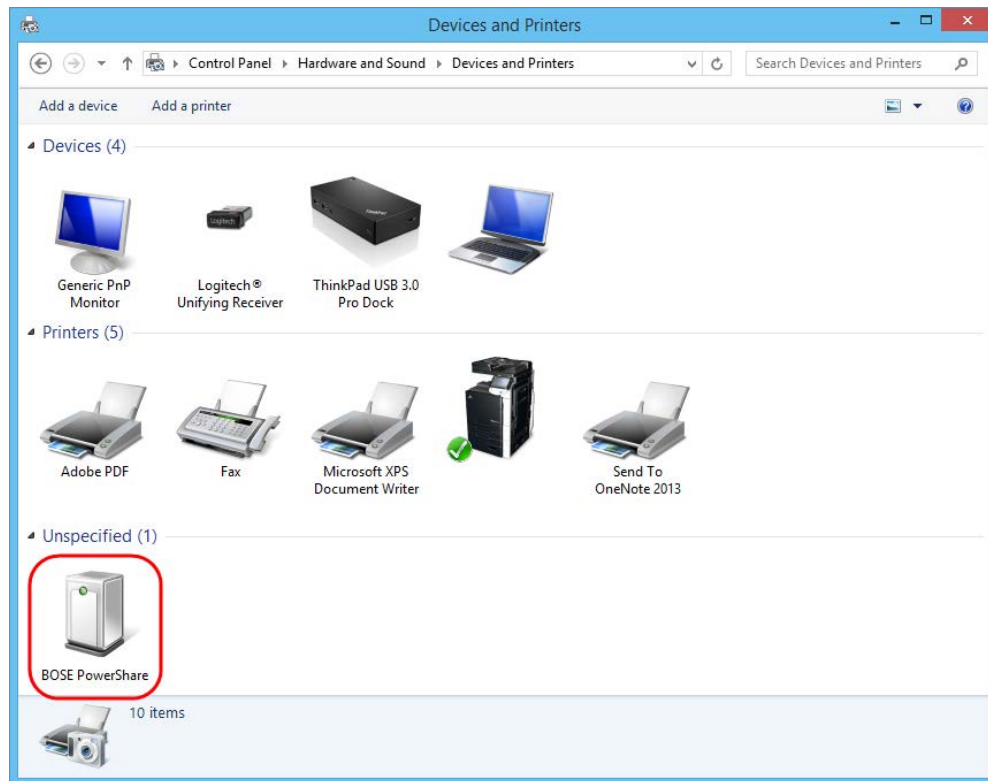 Devices and Printers
Control Panel Hardware and Sound Devices and Printers Search Devices and Printers
Add a device Add a printer
Devices (4)
Logitech
ThinkPad
Generic PnP
Monitor
Logitech®
Unifying Receiver
ThinkPad USB 3.0
Pro Dock
Printers (5)
Adobe PDF
Fax
Microsoft XPS
Document Writer
Send To
OneNote 2013
Unspecified (1)
BOSE PowerShare
10 items